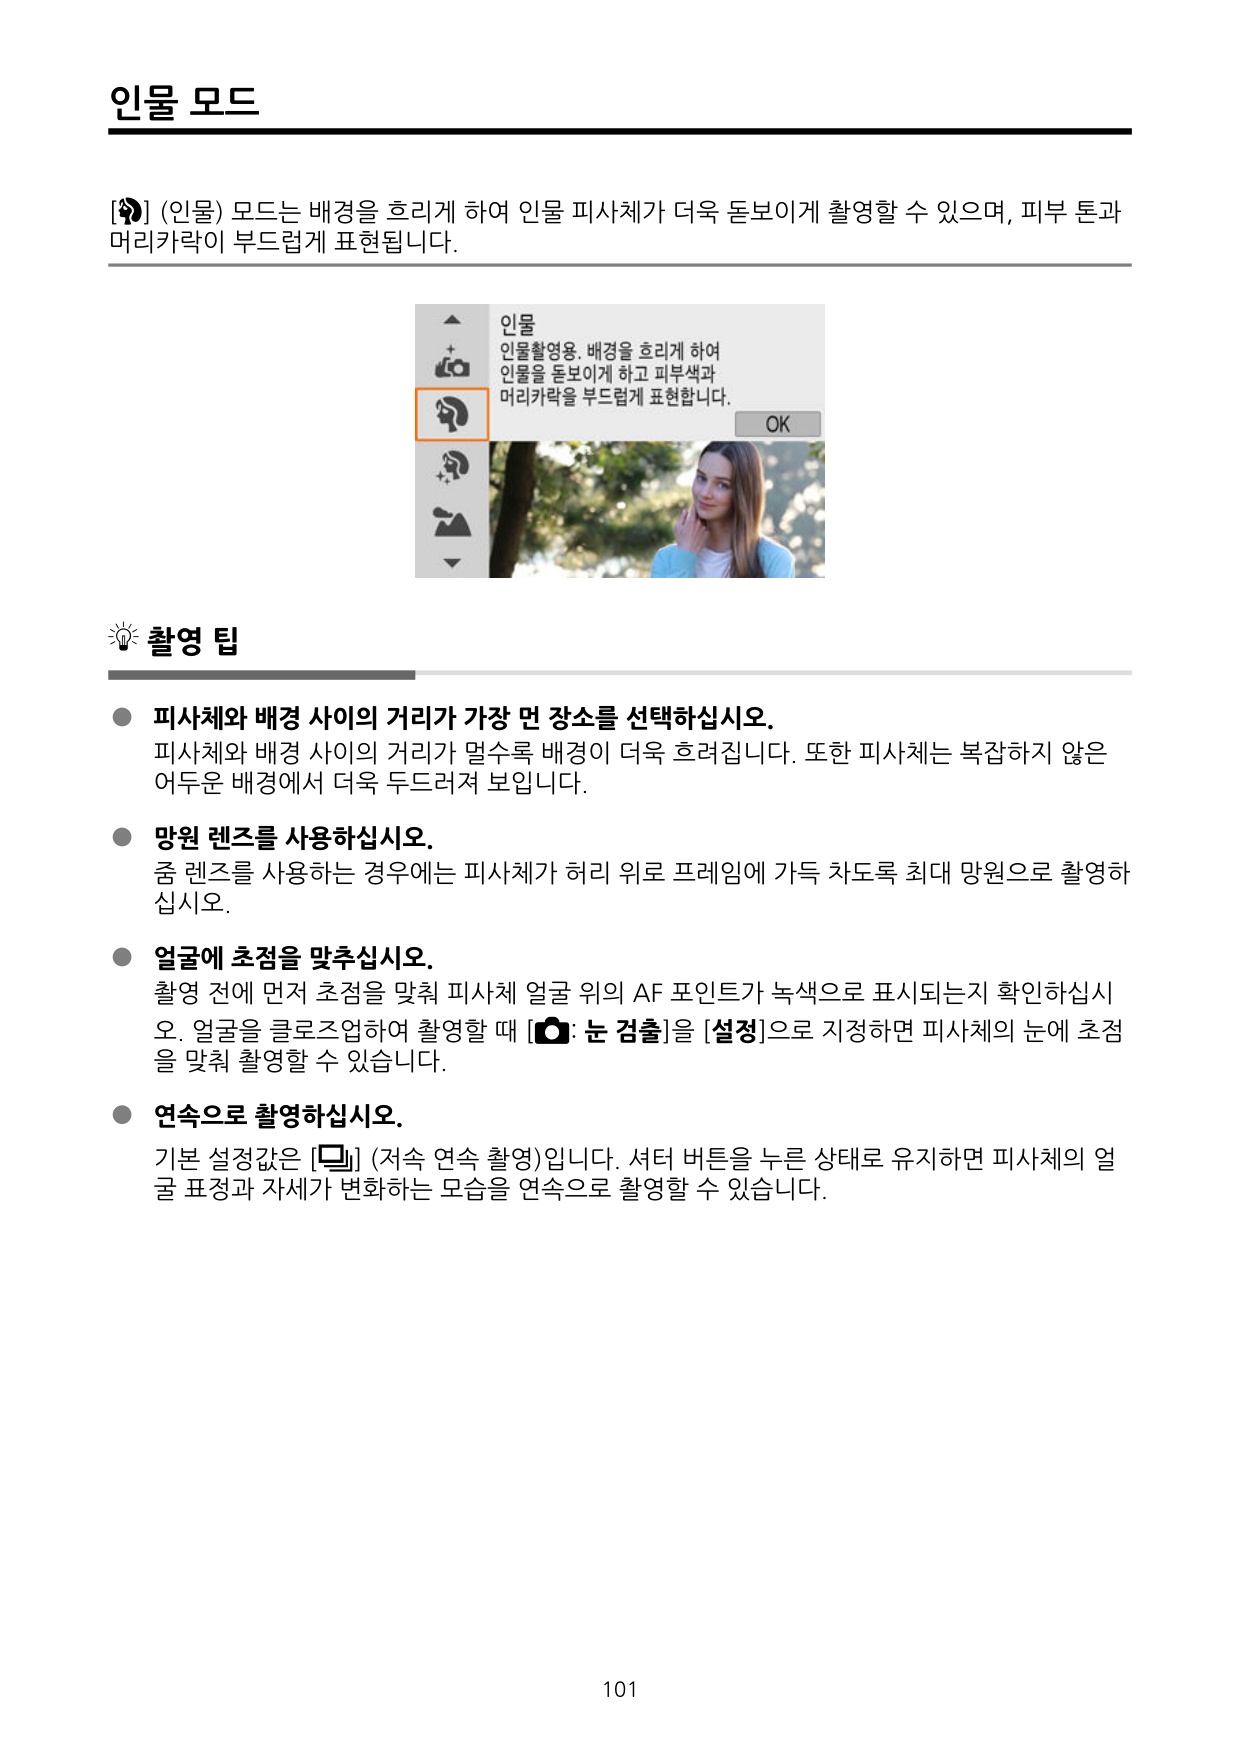 인물 모드
[] (인물) 모드는 배경을 흐리게 하여 인물 피사체가 더욱 돋보이게 촬영할 수 있으며, 피부 톤과
머리카락이 부드럽게 표현됩니다.
인물
인물촬영용. 배경을 흐리게 하여
인물을 돋보이게 하고 피부색과
머리카락을 부드럽게 표현합니다.
OK
촬영 팁
● 피사체와 배경 사이의 거리가 가장 먼 장소를 선택하십시오.
피사체와 배경 사이의 거리가 멀수록 배경이 더욱 흐려집니다. 또한 피사체는 복잡하지 않은
어두운 배경에서 더욱 두드러져 보입니다.
● 망원 렌즈를 사용하십시오.
줌 렌즈를 사용하는 경우에는 피사체가 허리 위로 프레임에 가득 차도록 최대 망원으로 촬영하
십시오.
● 얼굴에 초점을 맞추십시오.
촬영 전에 먼저 초점을 맞춰 피사체 얼굴 위의 AF 포인트가 녹색으로 표시되는지 확인하십시
오. 얼굴을 클로즈업하여 촬영할 때 [: 눈 검출]을 [설정]으로 지정하면 피사체의 눈에 초점
을 맞춰 촬영할 수 있습니다.
● 연속으로 촬영하십시오.
기본 설정값은 [] (저속 연속 촬영)입니다. 셔터 버튼을 누른 상태로 유지하면 피사체의 얼
굴 표정과 자세가 변화하는 모습을 연속으로 촬영할 수 있습니다.
101